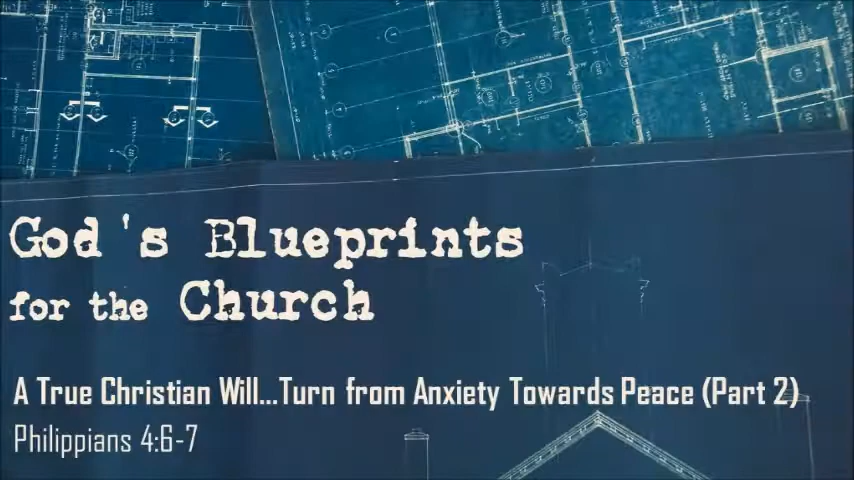 God's Blueprints
for the Church
A True Christian Will...Turn from Anxiety Towards Peace (Part 2)
Philippians 4:6-7